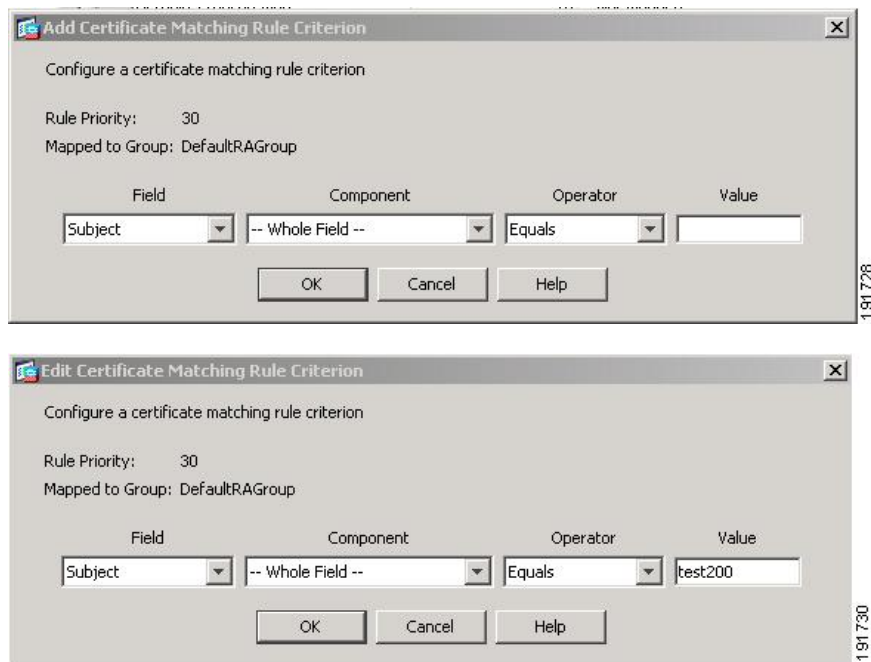 Add Certificate Matching Rule Criterion
Configure a certificate matching rule criterion
Rule Priority: 30
Mapped to Group: DefaultRAGroup
Field Component Operator Value
Subject -- Whole Field -- Equals
OK Cancel Help
191728
Edit Certificate Matching Rule Criterion
Configure a certificate matching rule criterion
Rule Priority: 30
Mapped to Group: DefaultRAGroup
Field Component Operator Value
Subject -- Whole Field -- Equals test200
OK Cancel Help
191730